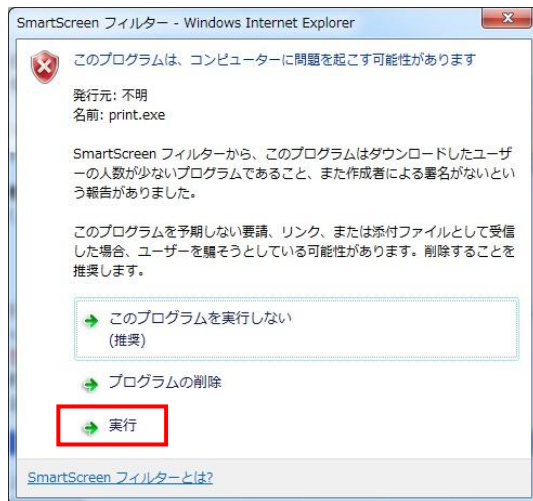 SmartScreen フィルター - Windows Internet Explorer
このプログラムは、コンピューターに問題を起こす可能性があります
発行元: 不明
名前: print.exe
SmartScreen フィルターから、このプログラムはダウンロードしたユーザ
ーの人数が少ないプログラムであること、また作成者による署名がないとい
う報告がありました。
このプログラムを予期しない要請、リンク、または添付ファイルとして受信
した場合、ユーザーを騙そうとしている可能性があります。削除することを
推奨します。
このプログラムを実行しない
(推奨)
プログラムの削除
実行
SmartScreen フィルターとは?